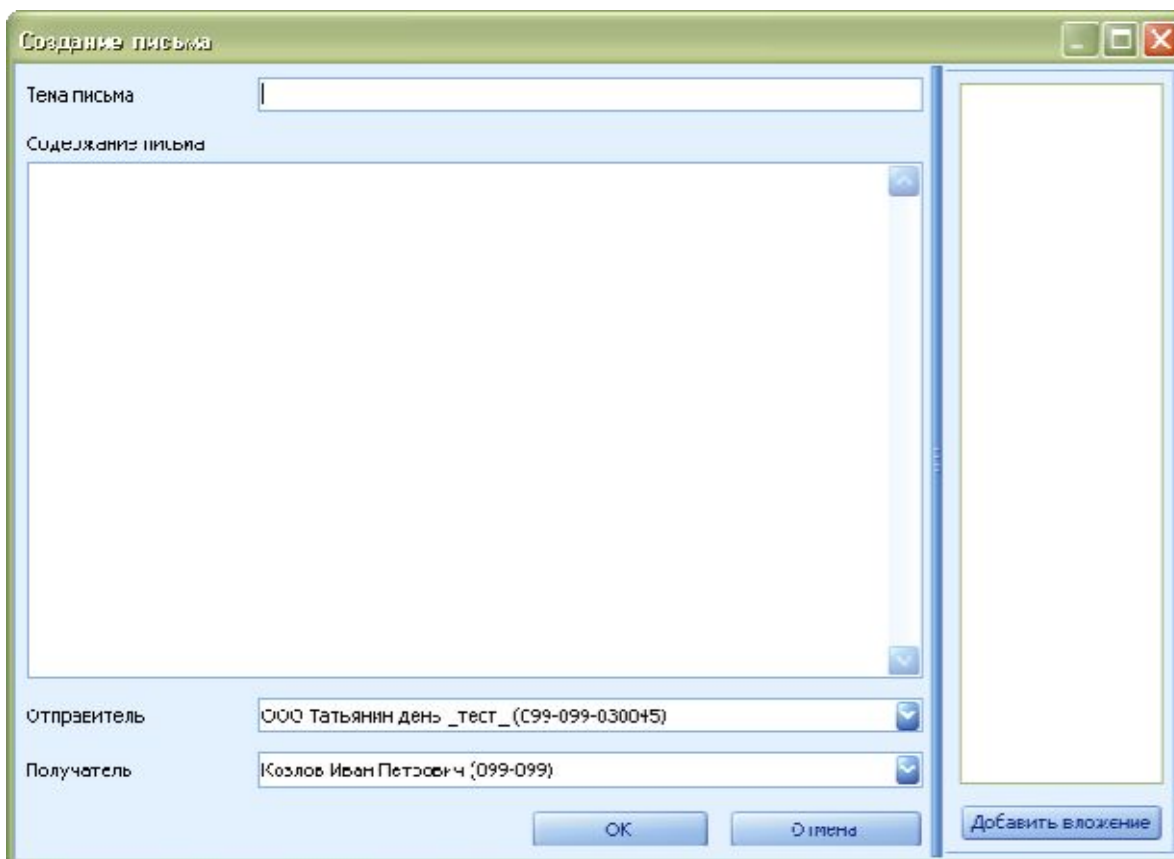 Создание письма
Тема письма
Содержание письма
Отправитель
ООО Татьянин день _тест_ (099-099-030045)
Получатель
Козлов Иван Петрович (099-099)
ОК
Отмена
Добавить вложение